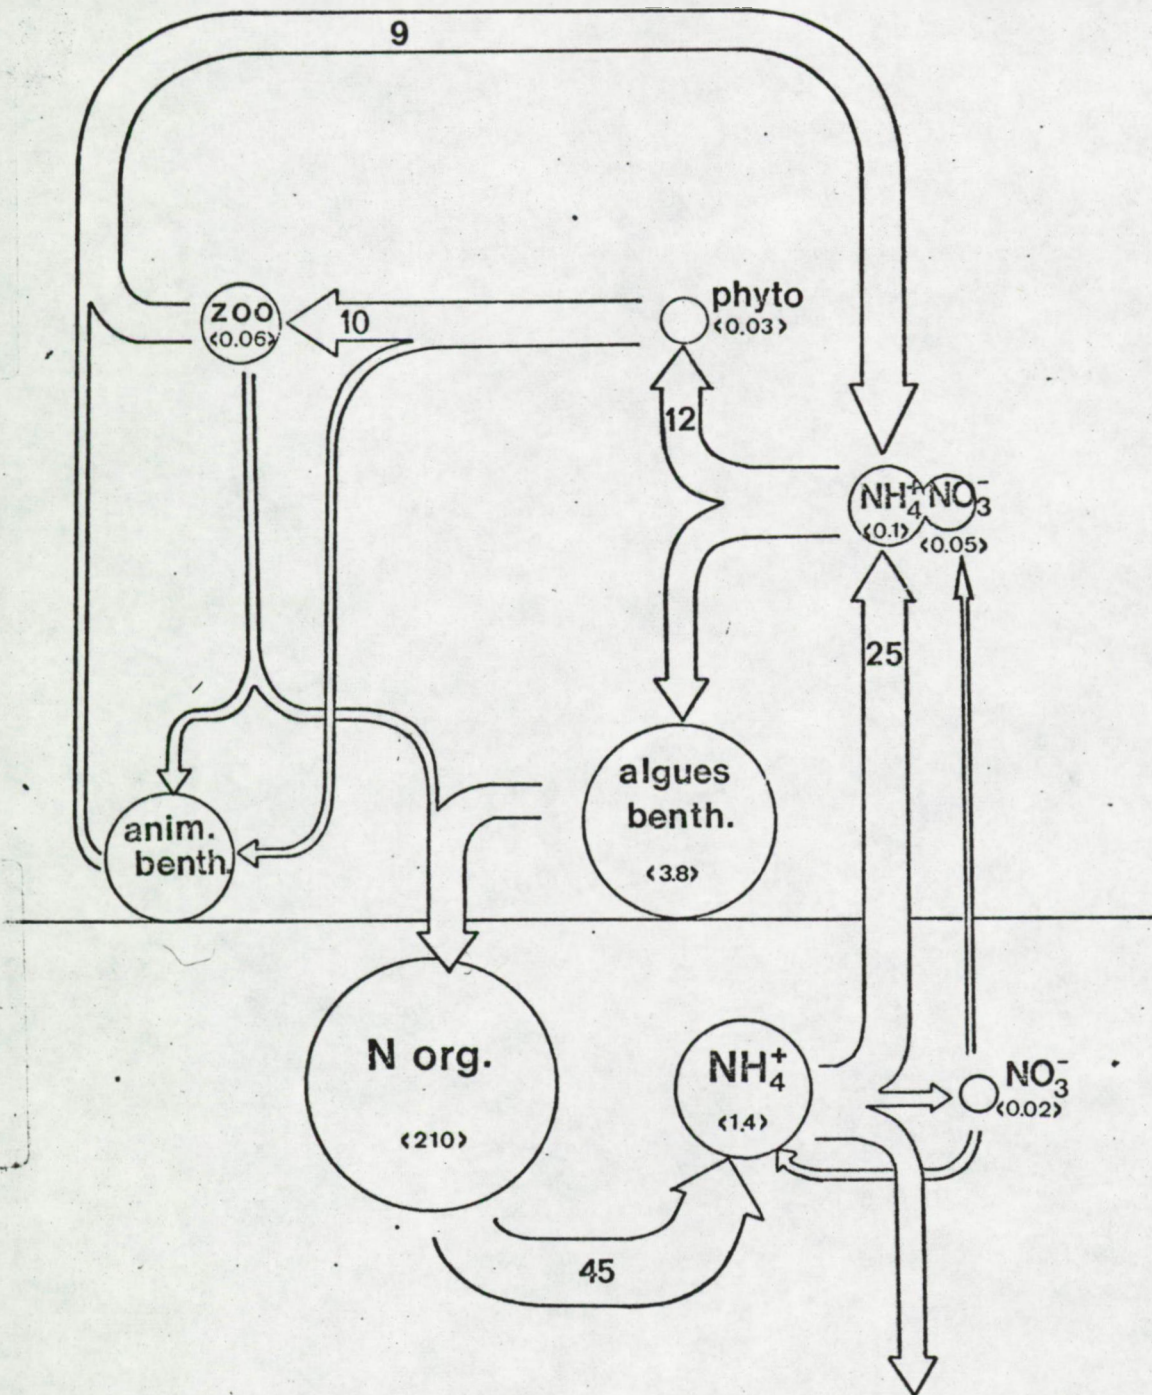 9
zoo
<0.06>
10
phyto
<0.03>
12
NH₄⁺ NO₃⁻
<0.1>
<0.05>
25
algues
benth.
<3.8>
anim.
benth.
N org.
<210>
NH₄⁺
<1.4>
NO₃⁻
<0.02>
45